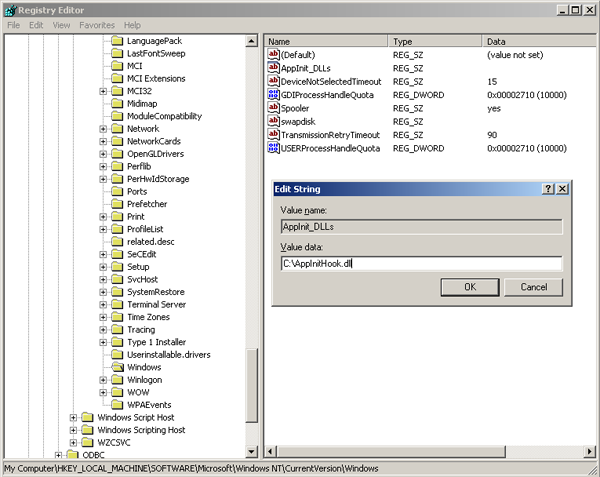 Registry Editor
File Edit View Favorites Help
LanguagePack
LastFontSweep
MCI
MCI Extensions
MCI32
Midimap
ModuleCompatibility
Network
NetworkCards
OpenGLDrivers
Perflib
PerHwIdStorage
Ports
Prefetcher
Print
ProfileList
related.desc
SeCEdit
Setup
SvcHost
SystemRestore
Terminal Server
Time Zones
Tracing
Type 1 Installer
Userinstallable.drivers
Windows
Winlogon
WOW
WPAEvents
Windows Script Host
Windows Scripting Host
WZCSVC
ODBC
Name Type Data
(Default) REG_SZ (value not set)
AppInit_DLLs REG_SZ
DeviceNotSelectedTimeout REG_SZ 15
GDIProcessHandleQuota REG_DWORD 0x00002710 (10000)
Spooler REG_SZ yes
swapdisk REG_SZ
TransmissionRetryTimeout REG_SZ 90
USERProcessHandleQuota REG_DWORD 0x00002710 (10000)
Edit String
Value name:
AppInit_DLLs
Value data:
C:\AppInitHook.dll
OK Cancel
My Computer\HKEY_LOCAL_MACHINE\SOFTWARE\Microsoft\Windows NT\CurrentVersion\Windows